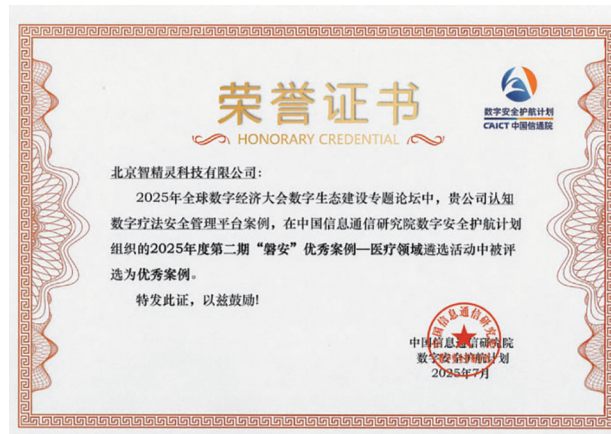 荣誉证书
HONORARY CREDENTIAL
数字安全护航计划
CAICT 中国信通院
北京智精灵科技有限公司：
2025年全球数字经济大会数字生态建设专题论坛中，贵公司认知
数字疗法安全管理平台案例，在中国信息通信研究院数字安全护航计划
组织的2025年度第二期“磐安”优秀案例—医疗领域遴选活动中被评
选为优秀案例。
特发此证，以兹鼓励!
中国信息通信研究院
数字安全护航计划
2025年7月